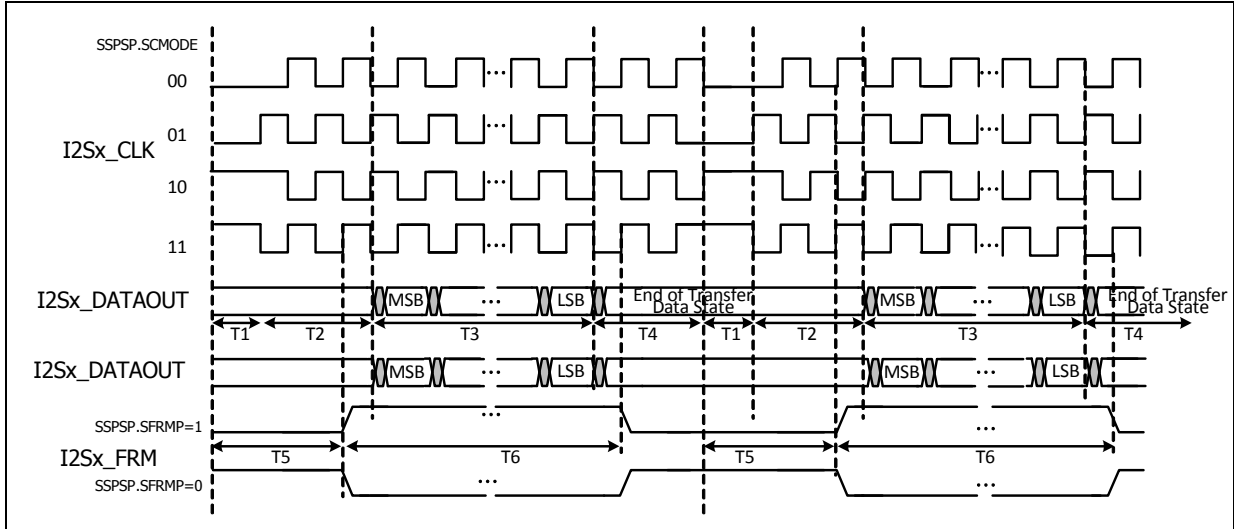 SSPSP.SCMODE
00
...
...
01
I2Sx_CLK
...
...
10
...
...
11
...
...
I2Sx_DATAOUT
MSB
...
LSB
End of Transfer
Data State
MSB
...
LSB
End of Transfer
Data State
T1
T2
T3
T4
T1
T2
T3
T4
I2Sx_DATAOUT
MSB
...
LSB
MSB
...
LSB
SSPSP.SFRMP=1
...
...
T5
T6
T5
T6
I2Sx_FRM
SSPSP.SFRMP=0
...
...